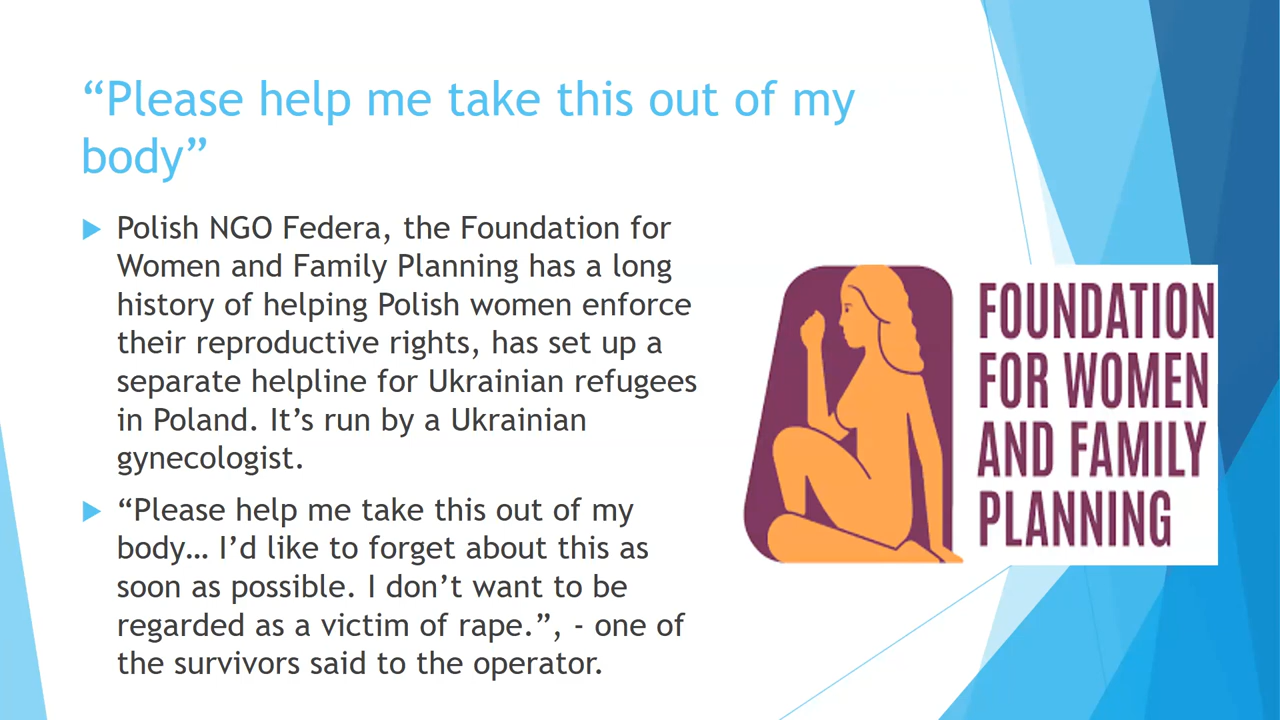 “Please help me take this out of my
body”
Polish NGO Federa, the Foundation for
Women and Family Planning has a long
history of helping Polish women enforce
their reproductive rights, has set up a
separate helpline for Ukrainian refugees
in Poland. It’s run by a Ukrainian
gynecologist.
“Please help me take this out of my
body… I’d like to forget about this as
soon as possible. I don’t want to be
regarded as a victim of rape.”, - one of
the survivors said to the operator.
FOUNDATION
FOR WOMEN
AND FAMILY
PLANNING